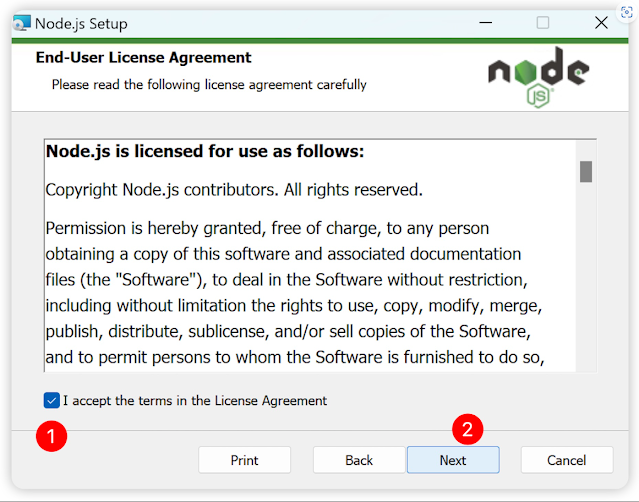 Node.js Setup
End-User License Agreement
Please read the following license agreement carefully
node
JS
Node.js is licensed for use as follows:
Copyright Node.js contributors. All rights reserved.
Permission is hereby granted, free of charge, to any person
obtaining a copy of this software and associated documentation
files (the "Software"), to deal in the Software without restriction,
including without limitation the rights to use, copy, modify, merge,
publish, distribute, sublicense, and/or sell copies of the Software,
and to permit persons to whom the Software is furnished to do so,
I accept the terms in the License Agreement
1
2
Print
Back
Next
Cancel